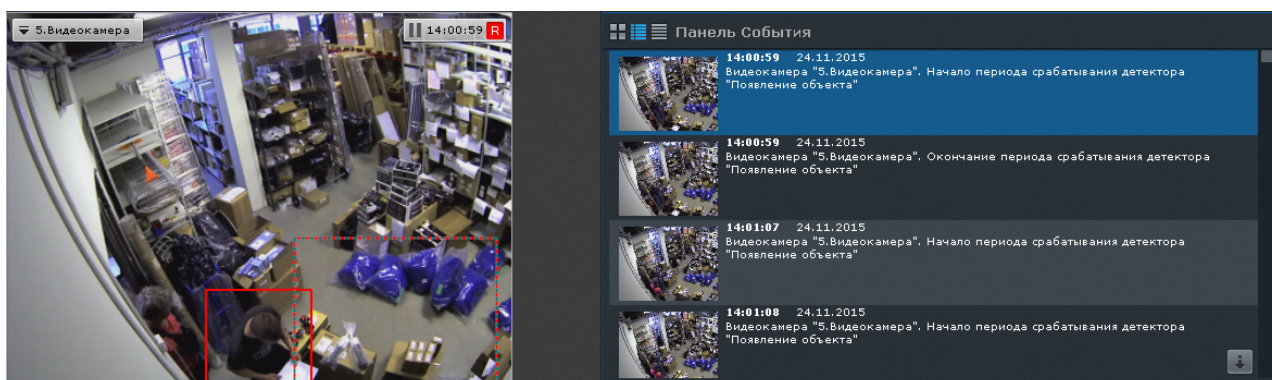 5.Видеокамера
14:00:59 R
Панель События
14:00:59 24.11.2015
Видеокамера "5.Видеокамера". Начало периода срабатывания детектора
"Появление объекта"
14:00:59 24.11.2015
Видеокамера "5.Видеокамера". Окончание периода срабатывания детектора
"Появление объекта"
14:01:07 24.11.2015
Видеокамера "5.Видеокамера". Начало периода срабатывания детектора
"Появление объекта"
14:01:08 24.11.2015
Видеокамера "5.Видеокамера". Начало периода срабатывания детектора
"Появление объекта"